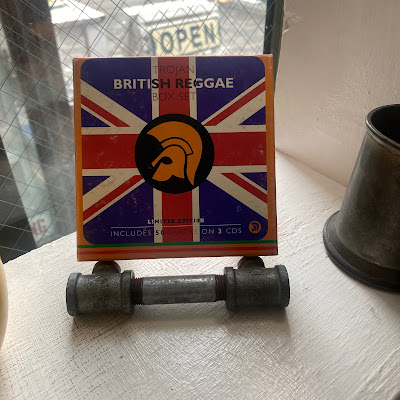 OPEN
TROJAN
BRITISH REGGAE
BOX SET
LIMITED EDITION
INCLUDES 50 ON 3 CDS